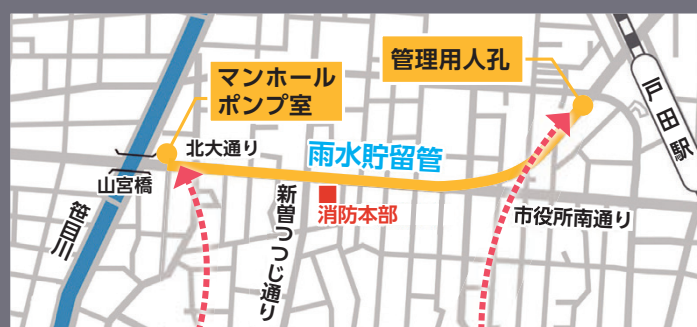 マンホール
ポンプ室
管理用人孔
戸田駅
北大通り
雨水貯留管
山宮橋
消防本部
市役所南通り
笹目川
新曽つつじ通り